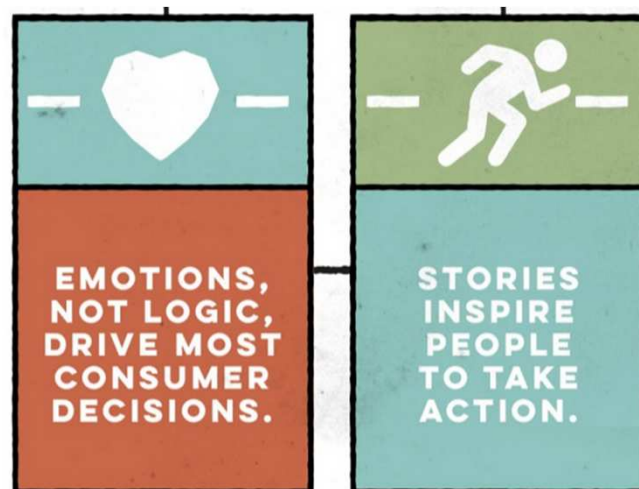 EMOTIONS,
NOT LOGIC,
DRIVE MOST
CONSUMER
DECISIONS.
STORIES
INSPIRE
PEOPLE
TO TAKE
ACTION.